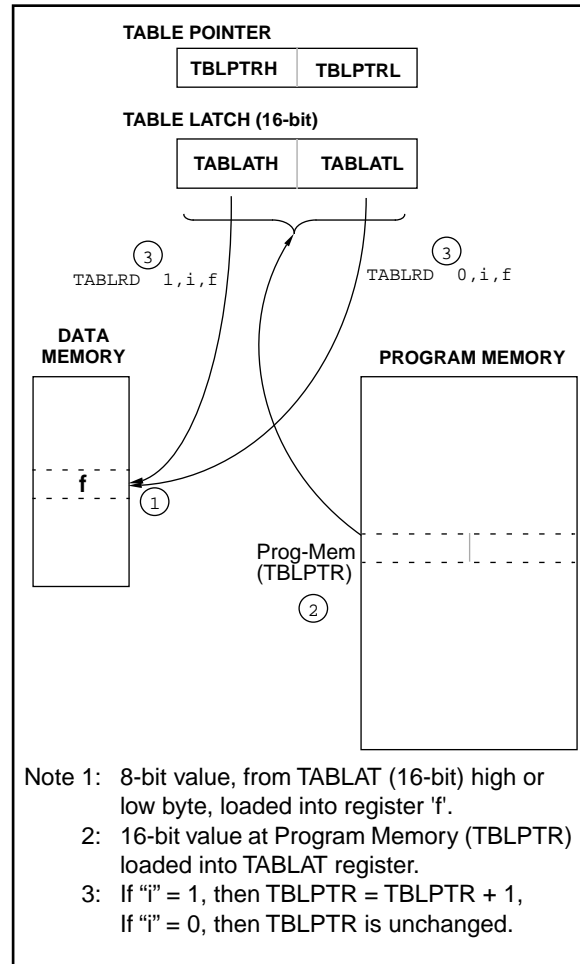 TABLE POINTER
TBLPTRH TBLPTRL
TABLE LATCH (16-bit)
TABLATH TABLATL
3 3
TABLRD 1,i,f TABLRD 0,i,f
DATA
MEMORY
PROGRAM MEMORY
f
1
Prog-Mem
(TBLPTR)
2
Note 1: 8-bit value, from TABLAT (16-bit) high or
low byte, loaded into register 'f'.
2: 16-bit value at Program Memory (TBLPTR)
loaded into TABLAT register.
3: If “i” = 1, then TBLPTR = TBLPTR + 1,
If “i” = 0, then TBLPTR is unchanged.